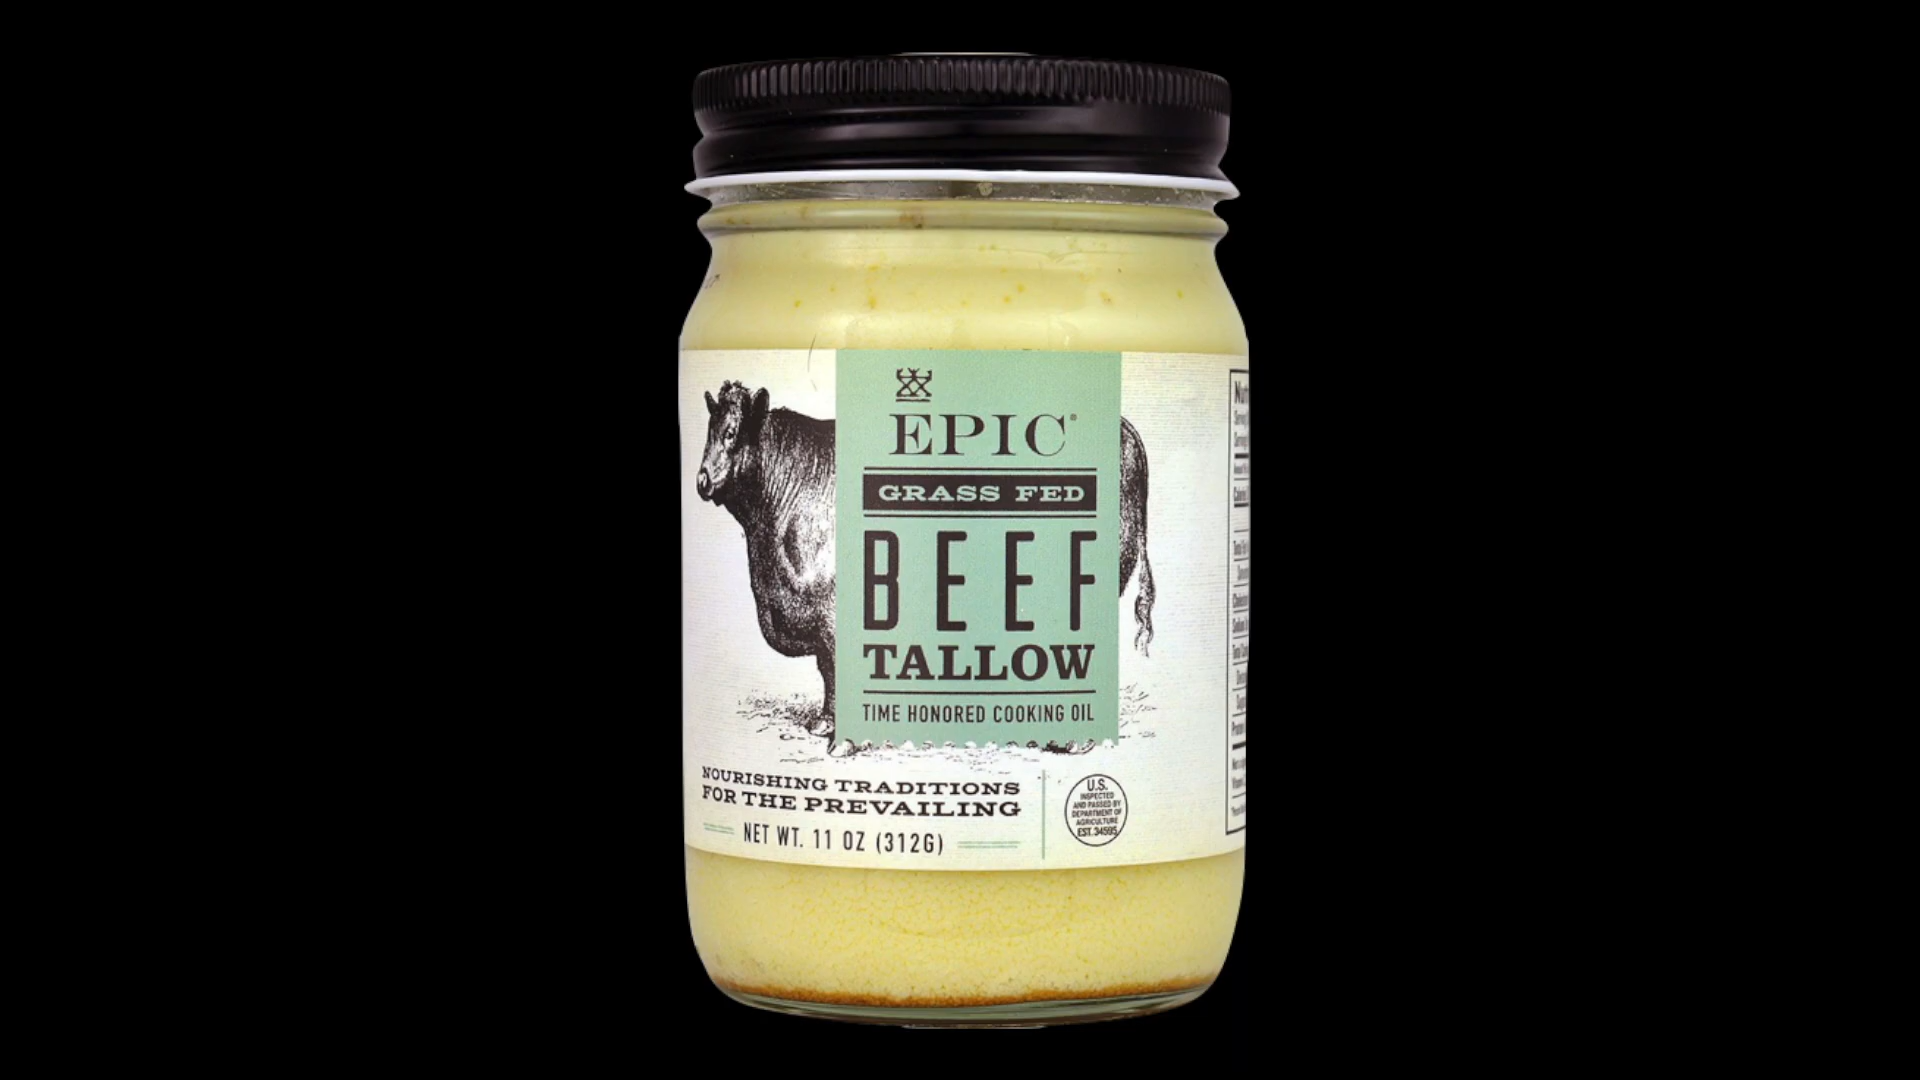 EPIC®
GRASS FED
BEEF
TALLOW
TIME HONORED COOKING OIL
NOURISHING TRADITIONS
FOR THE PREVAILING
NET WT. 11 OZ (312G)
U.S.
INSPECTED
AND PASSED BY
DEPARTMENT OF
AGRICULTURE
EST. 34595